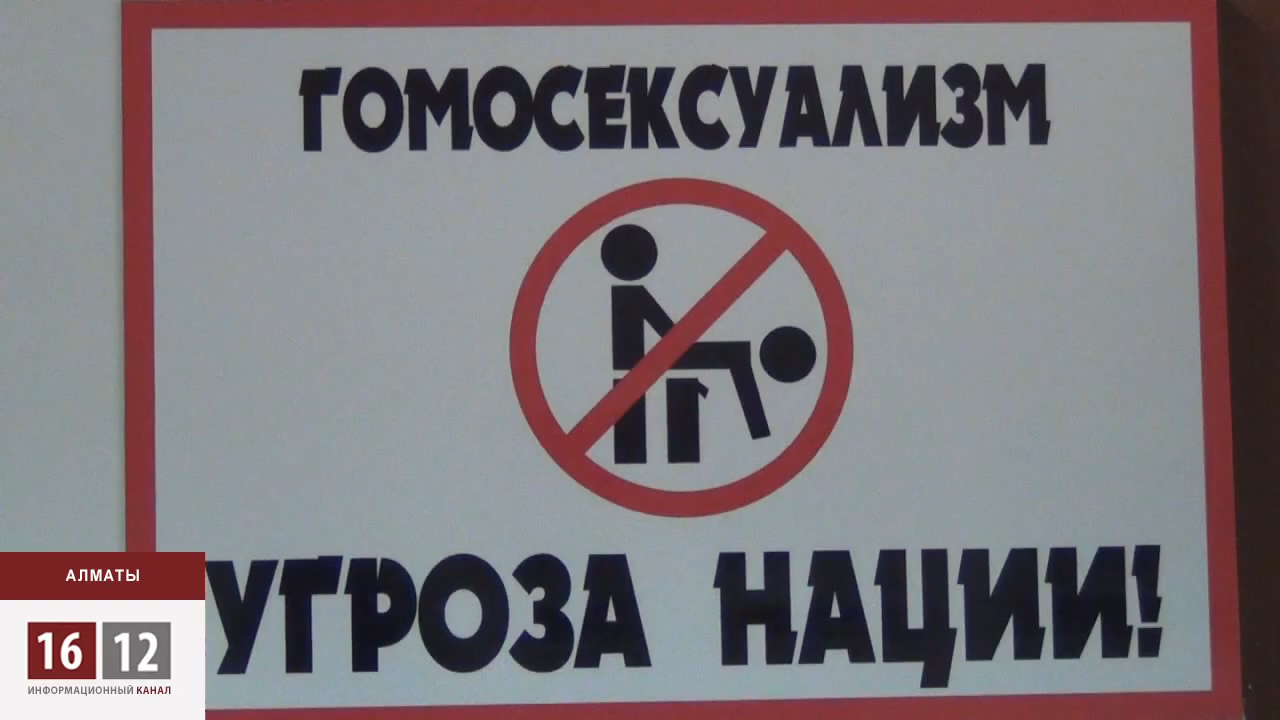 ГОМОСЕКСУАЛИЗМ
УГРОЗА НАЦИИ!
АЛМАТЫ
16 12
ИНФОРМАЦИОННЫЙ КАНАЛ